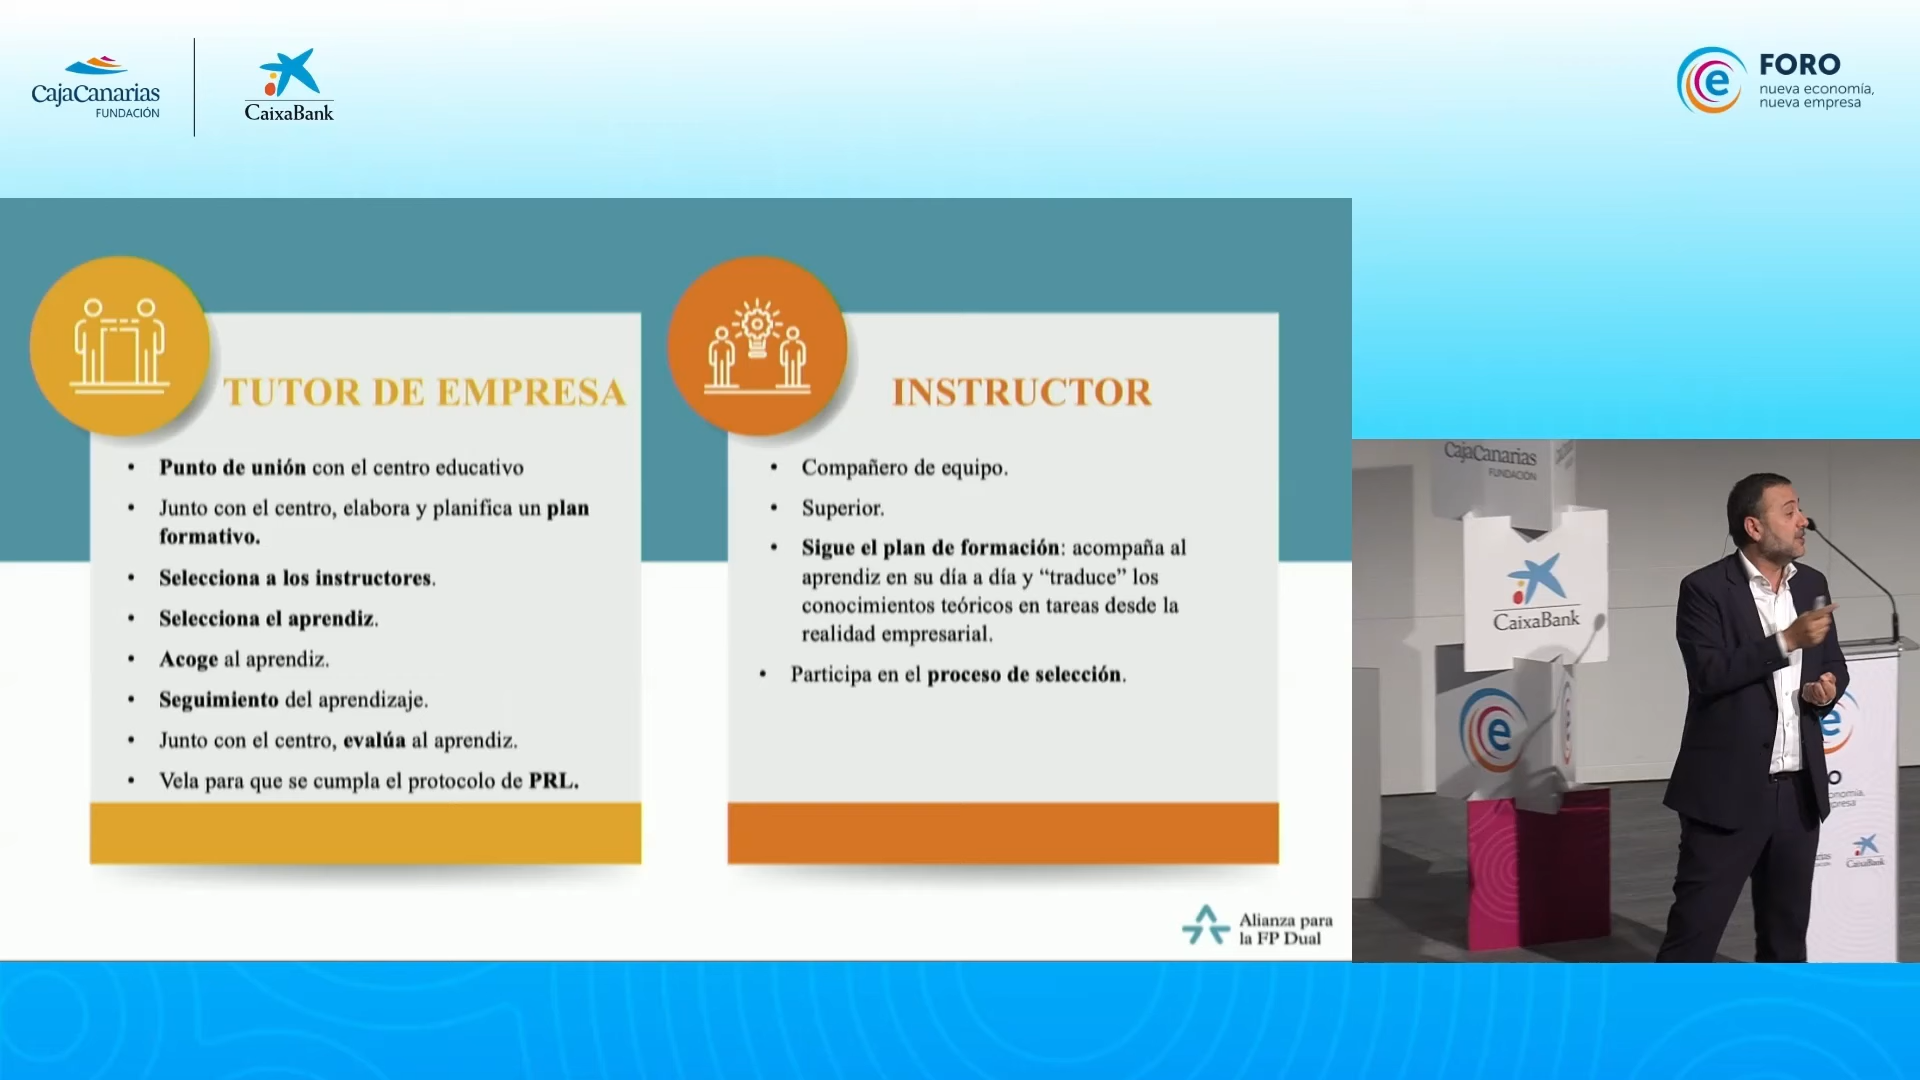 CajaCanarias
FUNDACIÓN
CaixaBank
FORO
nueva economía,
nueva empresa
TUTOR DE EMPRESA
• Punto de unión con el centro educativo
• Junto con el centro, elabora y planifica un plan
formativo.
• Selecciona a los instructores.
• Selecciona el aprendiz.
• Acoge al aprendiz.
• Seguimiento del aprendizaje.
• Junto con el centro, evalúa al aprendiz.
• Vela para que se cumpla el protocolo de PRL.
INSTRUCTOR
• Compañero de equipo.
• Superior.
• Sigue el plan de formación: acompaña al
aprendiz en su día a día y “traduce” los
conocimientos teóricos en tareas desde la
realidad empresarial.
• Participa en el proceso de selección.
Alianza para
la FP Dual
CajaCanarias
FUNDACIÓN
CaixaBank
e
CaixaBank